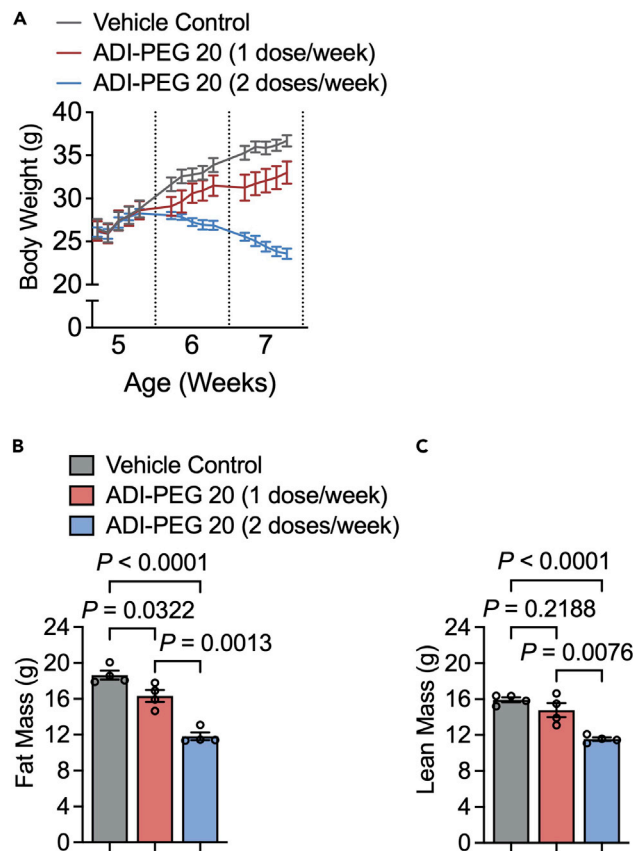 A
Vehicle Control
ADI-PEG 20 (1 dose/week)
ADI-PEG 20 (2 doses/week)
Body Weight (g)
40
35
30
25
20
0
5 6 7
Age (Weeks)
B
Vehicle Control
ADI-PEG 20 (1 dose/week)
ADI-PEG 20 (2 doses/week)
P < 0.0001
P = 0.0322
P = 0.0013
Fat Mass (g)
24
20
16
12
8
4
0
C
P < 0.0001
P = 0.2188
P = 0.0076
Lean Mass (g)
24
20
16
12
8
4
0